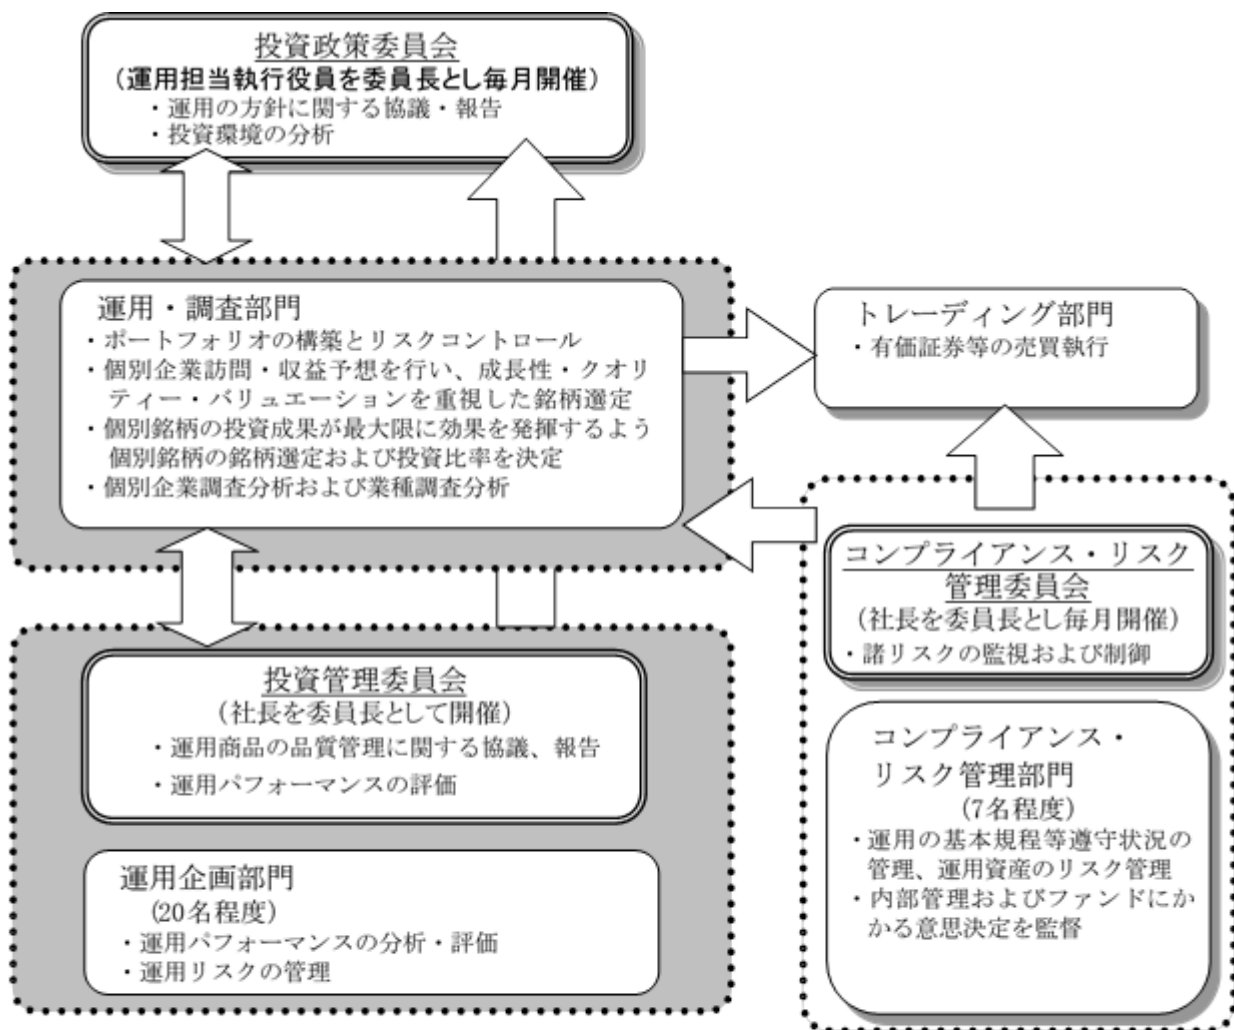 投資政策委員会
（運用担当執行役員を委員長とし毎月開催）
・運用の方針に関する協議・報告
・投資環境の分析
運用・調査部門
・ポートフォリオの構築とリスクコントロール
・個別企業訪問・収益予想を行い、成長性・クオリ
ティー・バリュエーションを重視した銘柄選定
・個別銘柄の投資成果が最大限に効果を発揮するよう
個別銘柄の銘柄選定および投資比率を決定
・個別企業調査分析および業種調査分析
トレーディング部門
・有価証券等の売買執行
投資管理委員会
（社長を委員長として開催）
・運用商品の品質管理に関する協議、報告
・運用パフォーマンスの評価
運用企画部門
(20名程度)
・運用パフォーマンスの分析・評価
・運用リスクの管理
コンプライアンス・リスク
管理委員会
（社長を委員長とし毎月開催）
・諸リスクの監視および制御
コンプライアンス・
リスク管理部門
(7名程度)
・運用の基本規程等遵守状況の
管理、運用資産のリスク管理
・内部管理およびファンドにか
かる意思決定を監督